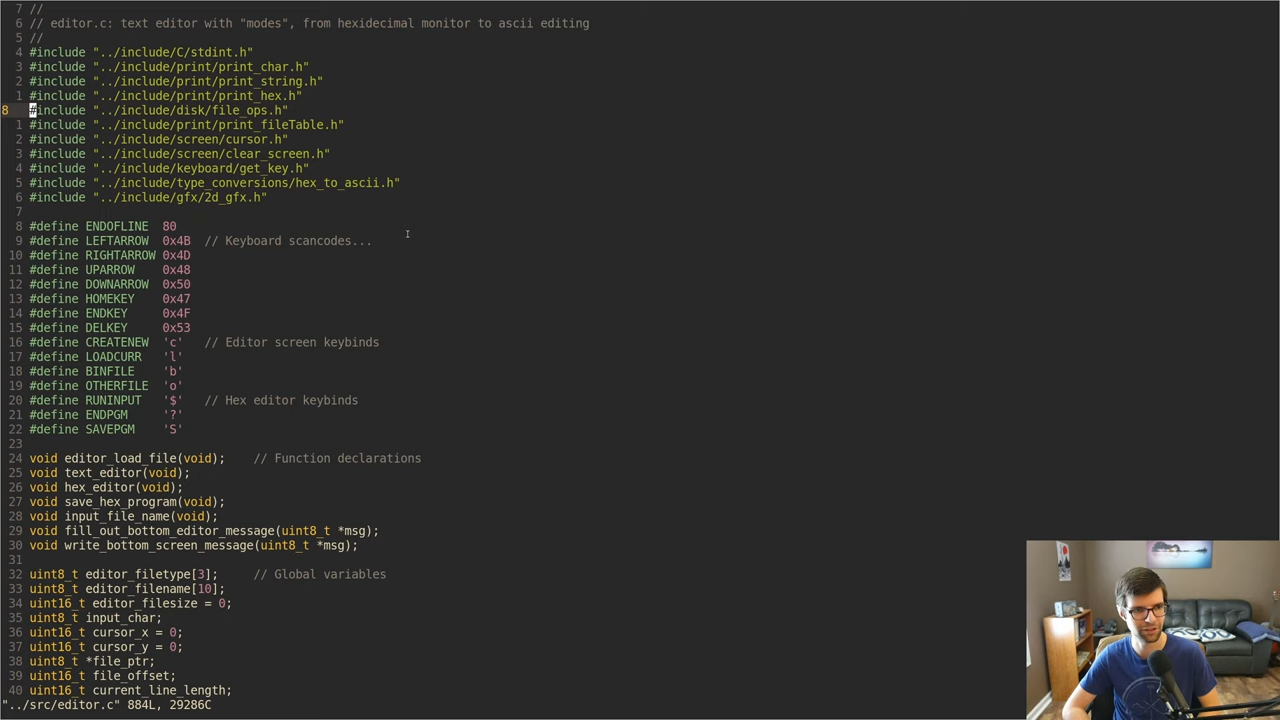 7 //
6 // editor.c: text editor with "modes", from hexidecimal monitor to ascii editing
5 //
4 #include "../include/C/stdint.h"
3 #include "../include/print/print_char.h"
2 #include "../include/print/print_string.h"
1 #include "../include/print/print_hex.h"
8 #include "../include/disk/file_ops.h"
1 #include "../include/print/print_fileTable.h"
2 #include "../include/screen/cursor.h"
3 #include "../include/screen/clear_screen.h"
4 #include "../include/keyboard/get_key.h"
5 #include "../include/type_conversions/hex_to_ascii.h"
6 #include "../include/gfx/2d_gfx.h"
7
8 #define ENDOFLINE  80
9 #define LEFTARROW  0x4B  // Keyboard scancodes...
10 #define RIGHTARROW 0x4D
11 #define UPARROW    0x48
12 #define DOWNARROW  0x50
13 #define HOMEKEY    0x47
14 #define ENDKEY     0x4F
15 #define DELKEY     0x53
16 #define CREATENEW  'c'   // Editor screen keybinds
17 #define LOADCURR   'l'
18 #define BINFILE    'b'
19 #define OTHERFILE  'o'
20 #define RUNINPUT   '$'   // Hex editor keybinds
21 #define ENDPGM     '?'
22 #define SAVEPGM    'S'
23
24 void editor_load_file(void);    // Function declarations
25 void text_editor(void);
26 void hex_editor(void);
27 void save_hex_program(void);
28 void input_file_name(void);
29 void fill_out_bottom_editor_message(uint8_t *msg);
30 void write_bottom_screen_message(uint8_t *msg);
31
32 uint8_t editor_filetype[3];     // Global variables
33 uint8_t editor_filename[10];
34 uint16_t editor_filesize = 0;
35 uint8_t input_char;
36 uint16_t cursor_x = 0;
37 uint16_t cursor_y = 0;
38 uint8_t *file_ptr;
39 uint16_t file_offset;
40 uint16_t current_line_length;
"../src/editor.c" 884L, 29286C